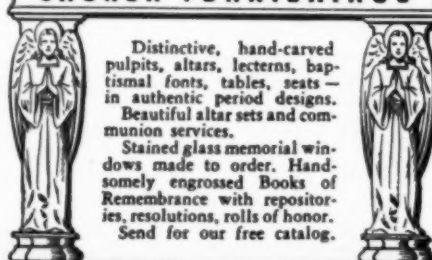 Distinctive, hand-carved
pulpits, altars, lecterns, bap-
tismal fonts, tables, seats —
in authentic period designs.
Beautiful altar sets and com-
munion services.
Stained glass memorial win-
dows made to order. Hand-
somely engrossed Books of
Remembrance with repositor-
ies, resolutions, rolls of honor.
Send for our free catalog.